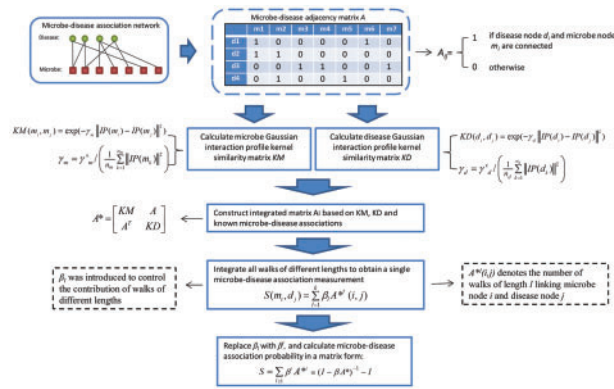 Microbe-disease association network
Disease:
Microbe:
Microbe-disease adjacency matrix A
m1 m2 m3 m4 m5 m6 m7
d1 1 0 0 0 0 1 0
d2 1 1 0 0 0 0 0
d3 0 1 1 1 0 0 1
d4 0 1 0 0 1 0 0
A_ij=
1 if disease node d_i and microbe node
m_j are connected
0 otherwise
KM(m_i, m_j) = exp(-γ_m ||IP(m_i) - IP(m_j)||²)
γ_m = γ'_m / (1/n_m Σ ||IP(m_k)||²)
Calculate microbe Gaussian
interaction profile kernel
similarity matrix KM
Calculate disease Gaussian
interaction profile kernel
similarity matrix KD
KD(d_i, d_j) = exp(-γ_d ||IP(d_i) - IP(d_j)||²)
γ_d = γ'_d / (1/n_d Σ ||IP(d_k)||²)
A* = [KM A
A^T KD]
Construct integrated matrix A: based on KM, KD and
known microbe-disease associations
β_l was introduced to control
the contribution of walks of
different lengths
Integrate all walks of different lengths to obtain a single
microbe-disease association measurement
S(m_i, d_j) = Σ_{l=1}^{k} β_l A*^l (i, j)
A*^l(i,j) denotes the number of
walks of length l linking microbe
node i and disease node j
Replace β_l with β^l, and calculate microbe-disease
association probability in a matrix form:
S = Σ_{l≥1} β^l A*^l = (I - βA*)^{-1} - I